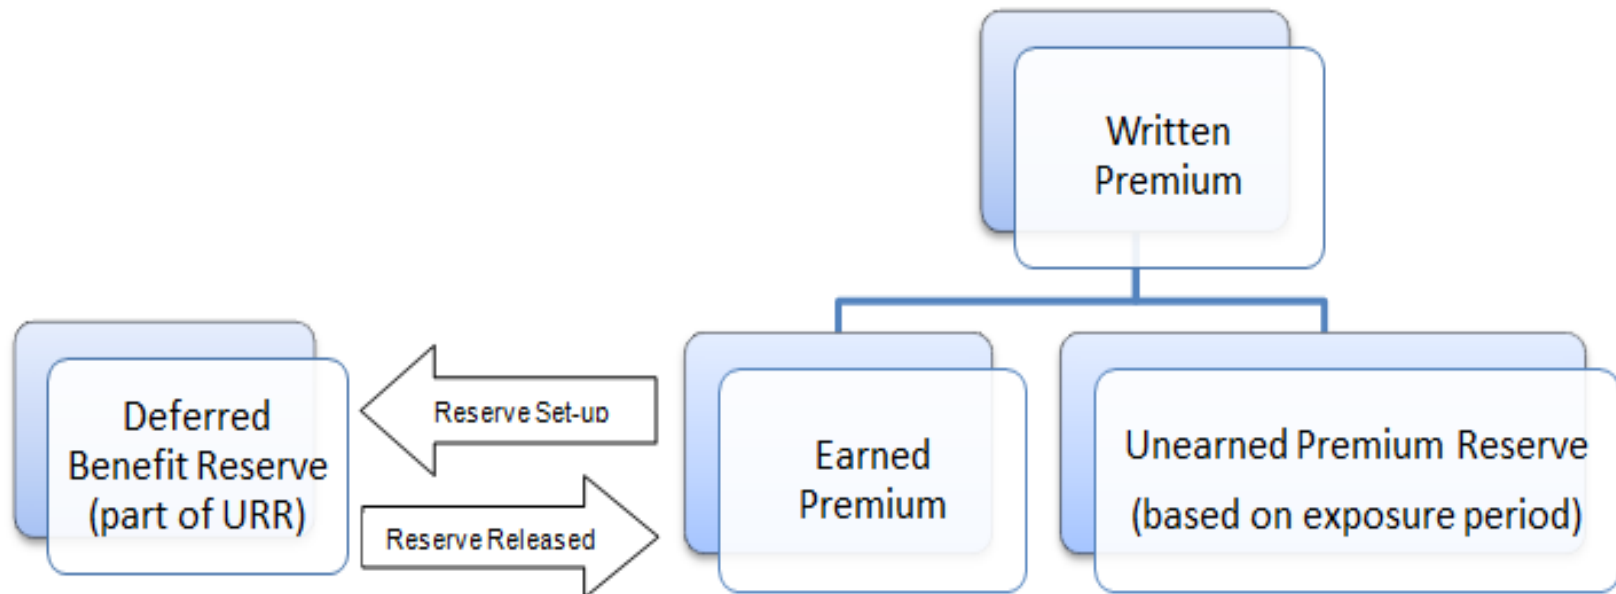 Written
Premium
Deferred
Benefit Reserve
(part of URR)
Reserve Set-up
Reserve Released
Earned
Premium
Unearned Premium Reserve
(based on exposure period)